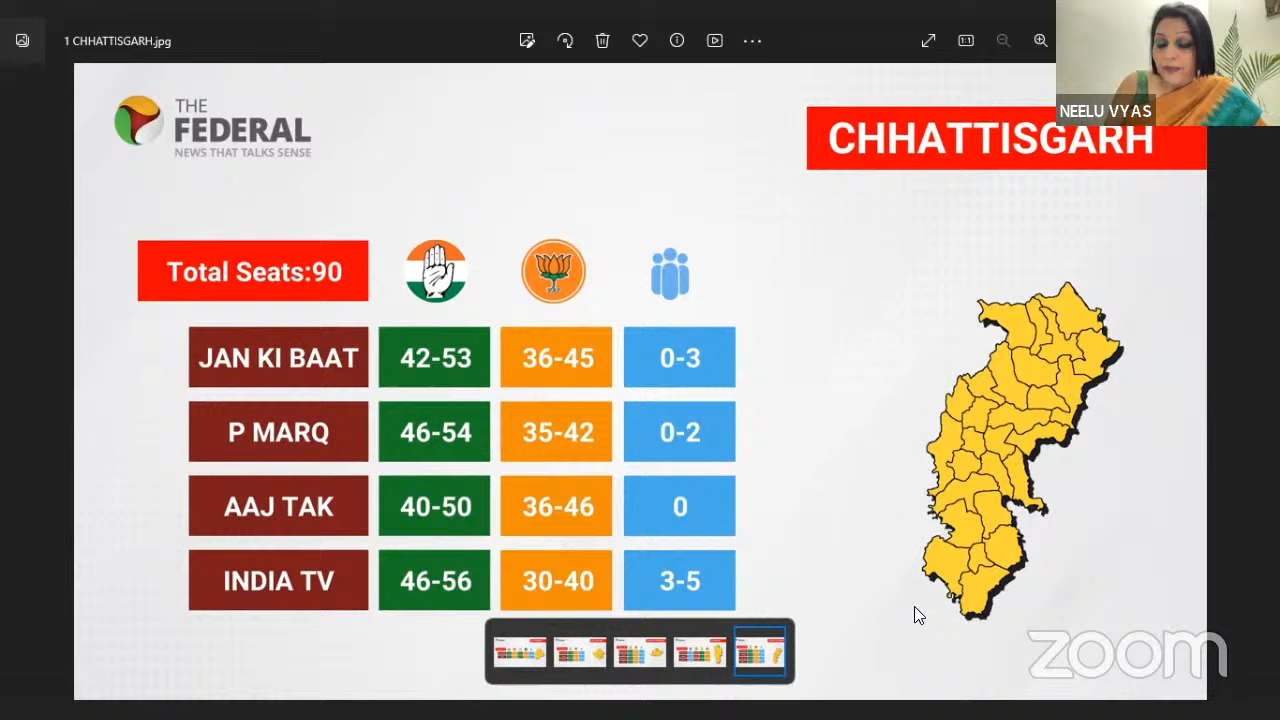 1 CHHATTISGARH.jpg
NEELU VYAS
THE
FEDERAL
NEWS THAT TALKS SENSE
CHHATTISGARH
Total Seats:90
JAN KI BAAT 42-53 36-45 0-3
P MARQ 46-54 35-42 0-2
AAJ TAK 40-50 36-46 0
INDIA TV 46-56 30-40 3-5
zoom